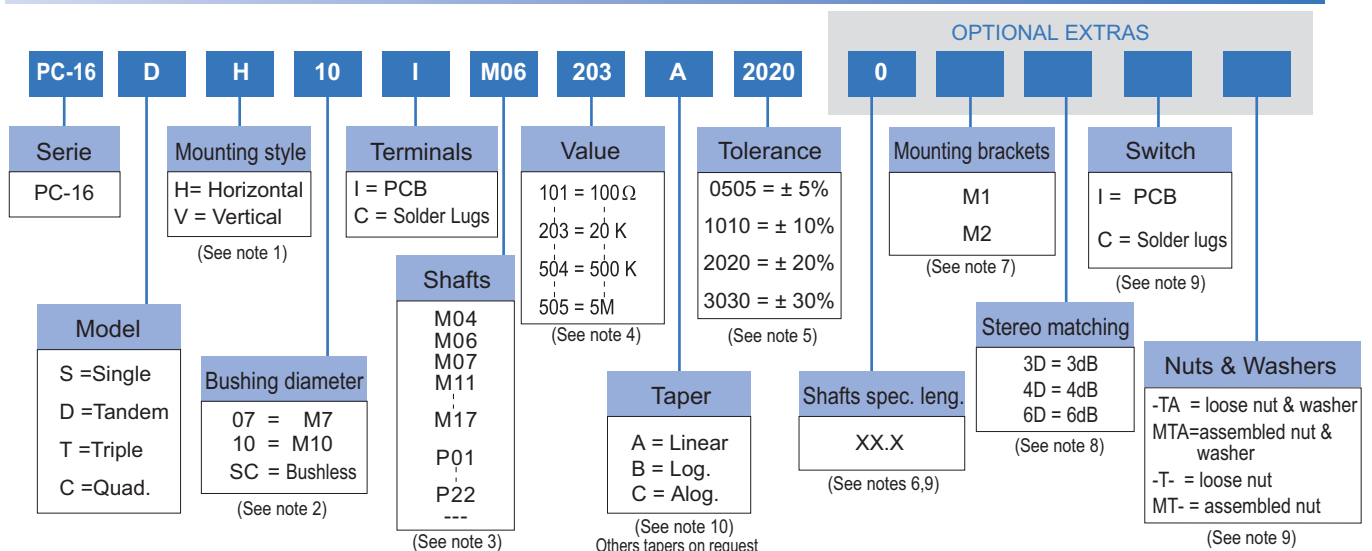 OPTIONAL EXTRAS
PC-16 D H 10 I M06 203 A 2020 0
Serie
PC-16
Mounting style
H= Horizontal
V = Vertical
(See note 1)
Terminals
I = PCB
C = Solder Lugs
Value
101 = 100Ω
203 = 20 K
504 = 500 K
505 = 5M
(See note 4)
Tolerance
0505 = ± 5%
1010 = ± 10%
2020 = ± 20%
3030 = ± 30%
(See note 5)
Mounting brackets
M1
M2
(See note 7)
Switch
I = PCB
C = Solder lugs
(See note 9)
Model
S =Single
D =Tandem
T =Triple
C =Quad.
Bushing diameter
07 = M7
10 = M10
SC = Bushless
(See note 2)
Shafts
M04
M06
M07
M11
M17
P01
P22
---
(See note 3)
Taper
A = Linear
B = Log.
C = Alog.
(See note 10)
Others tapers on request
Shafts spec. leng.
XX.X
(See notes 6,9)
Stereo matching
3D = 3dB
4D = 4dB
6D = 6dB
(See note 8)
Nuts & Washers
-TA = loose nut & washer
MTA=assembled nut &
washer
-T- = loose nut
MT- = assembled nut
(See note 9)